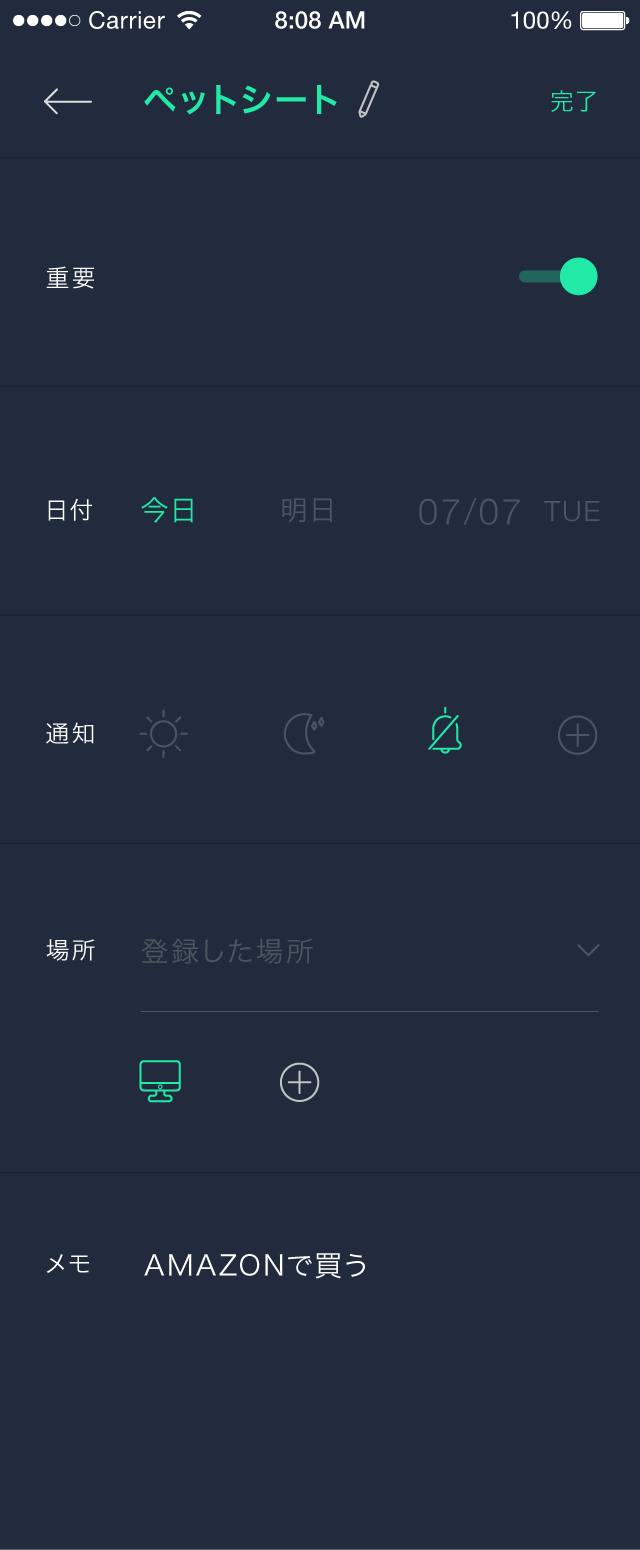 Carrier 8:08 AM 100%
ペットシート 完了
重要
日付 今日 明日 07/07 TUE
通知
場所 登録した場所
メモ AMAZONで買う